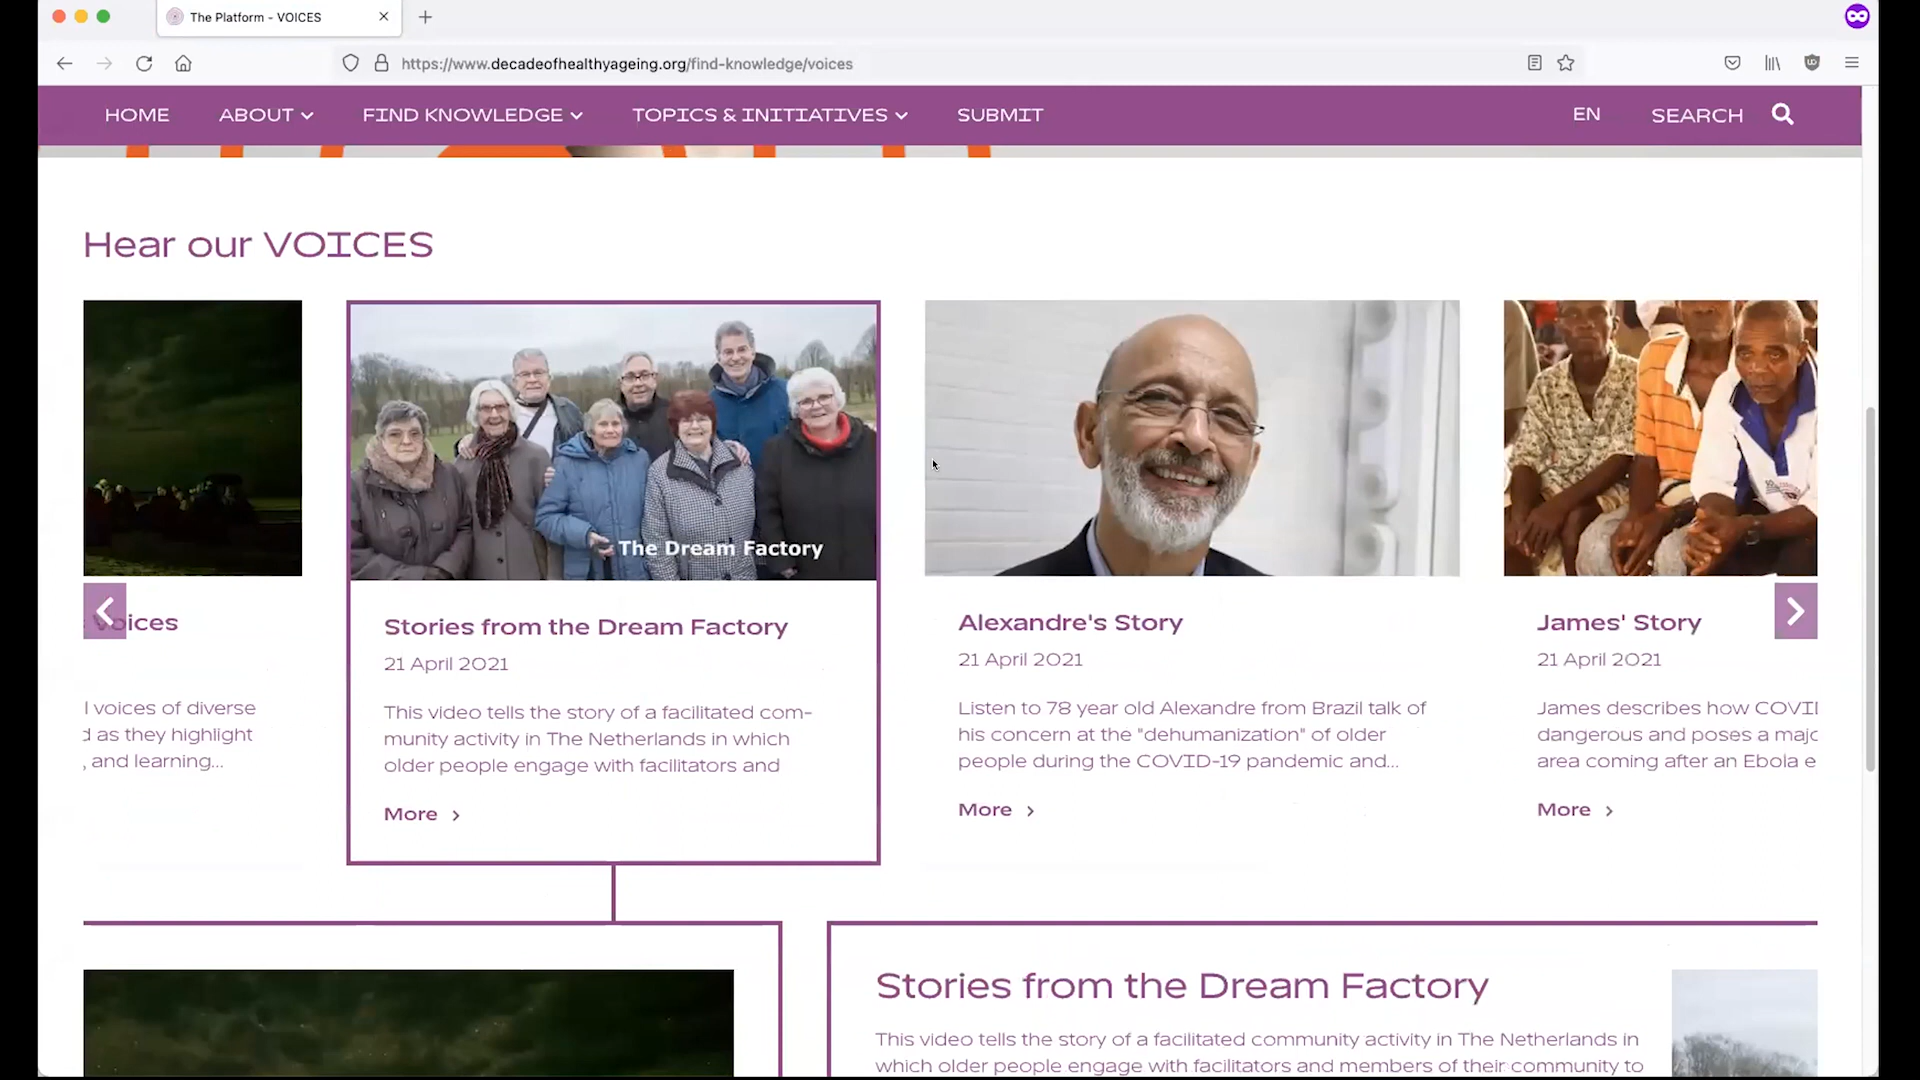 The Platform - VOICES
https://www.decadeofhealthyageing.org/find-knowledge/voices
HOME
ABOUT
FIND KNOWLEDGE
TOPICS & INITIATIVES
SUBMIT
EN
SEARCH
Hear our VOICES
The Dream Factory
Voices
l voices of diverse
d as they highlight
, and learning...
Stories from the Dream Factory
21 April 2021
This video tells the story of a facilitated com-
munity activity in The Netherlands in which
older people engage with facilitators and
More
Alexandre's Story
21 April 2021
Listen to 78 year old Alexandre from Brazil talk of
his concern at the "dehumanization" of older
people during the COVID-19 pandemic and...
More
James' Story
21 April 2021
James describes how COVI
dangerous and poses a majo
area coming after an Ebola e
More
Stories from the Dream Factory
This video tells the story of a facilitated community activity in The Netherlands in
which older people engage with facilitators and members of their community to